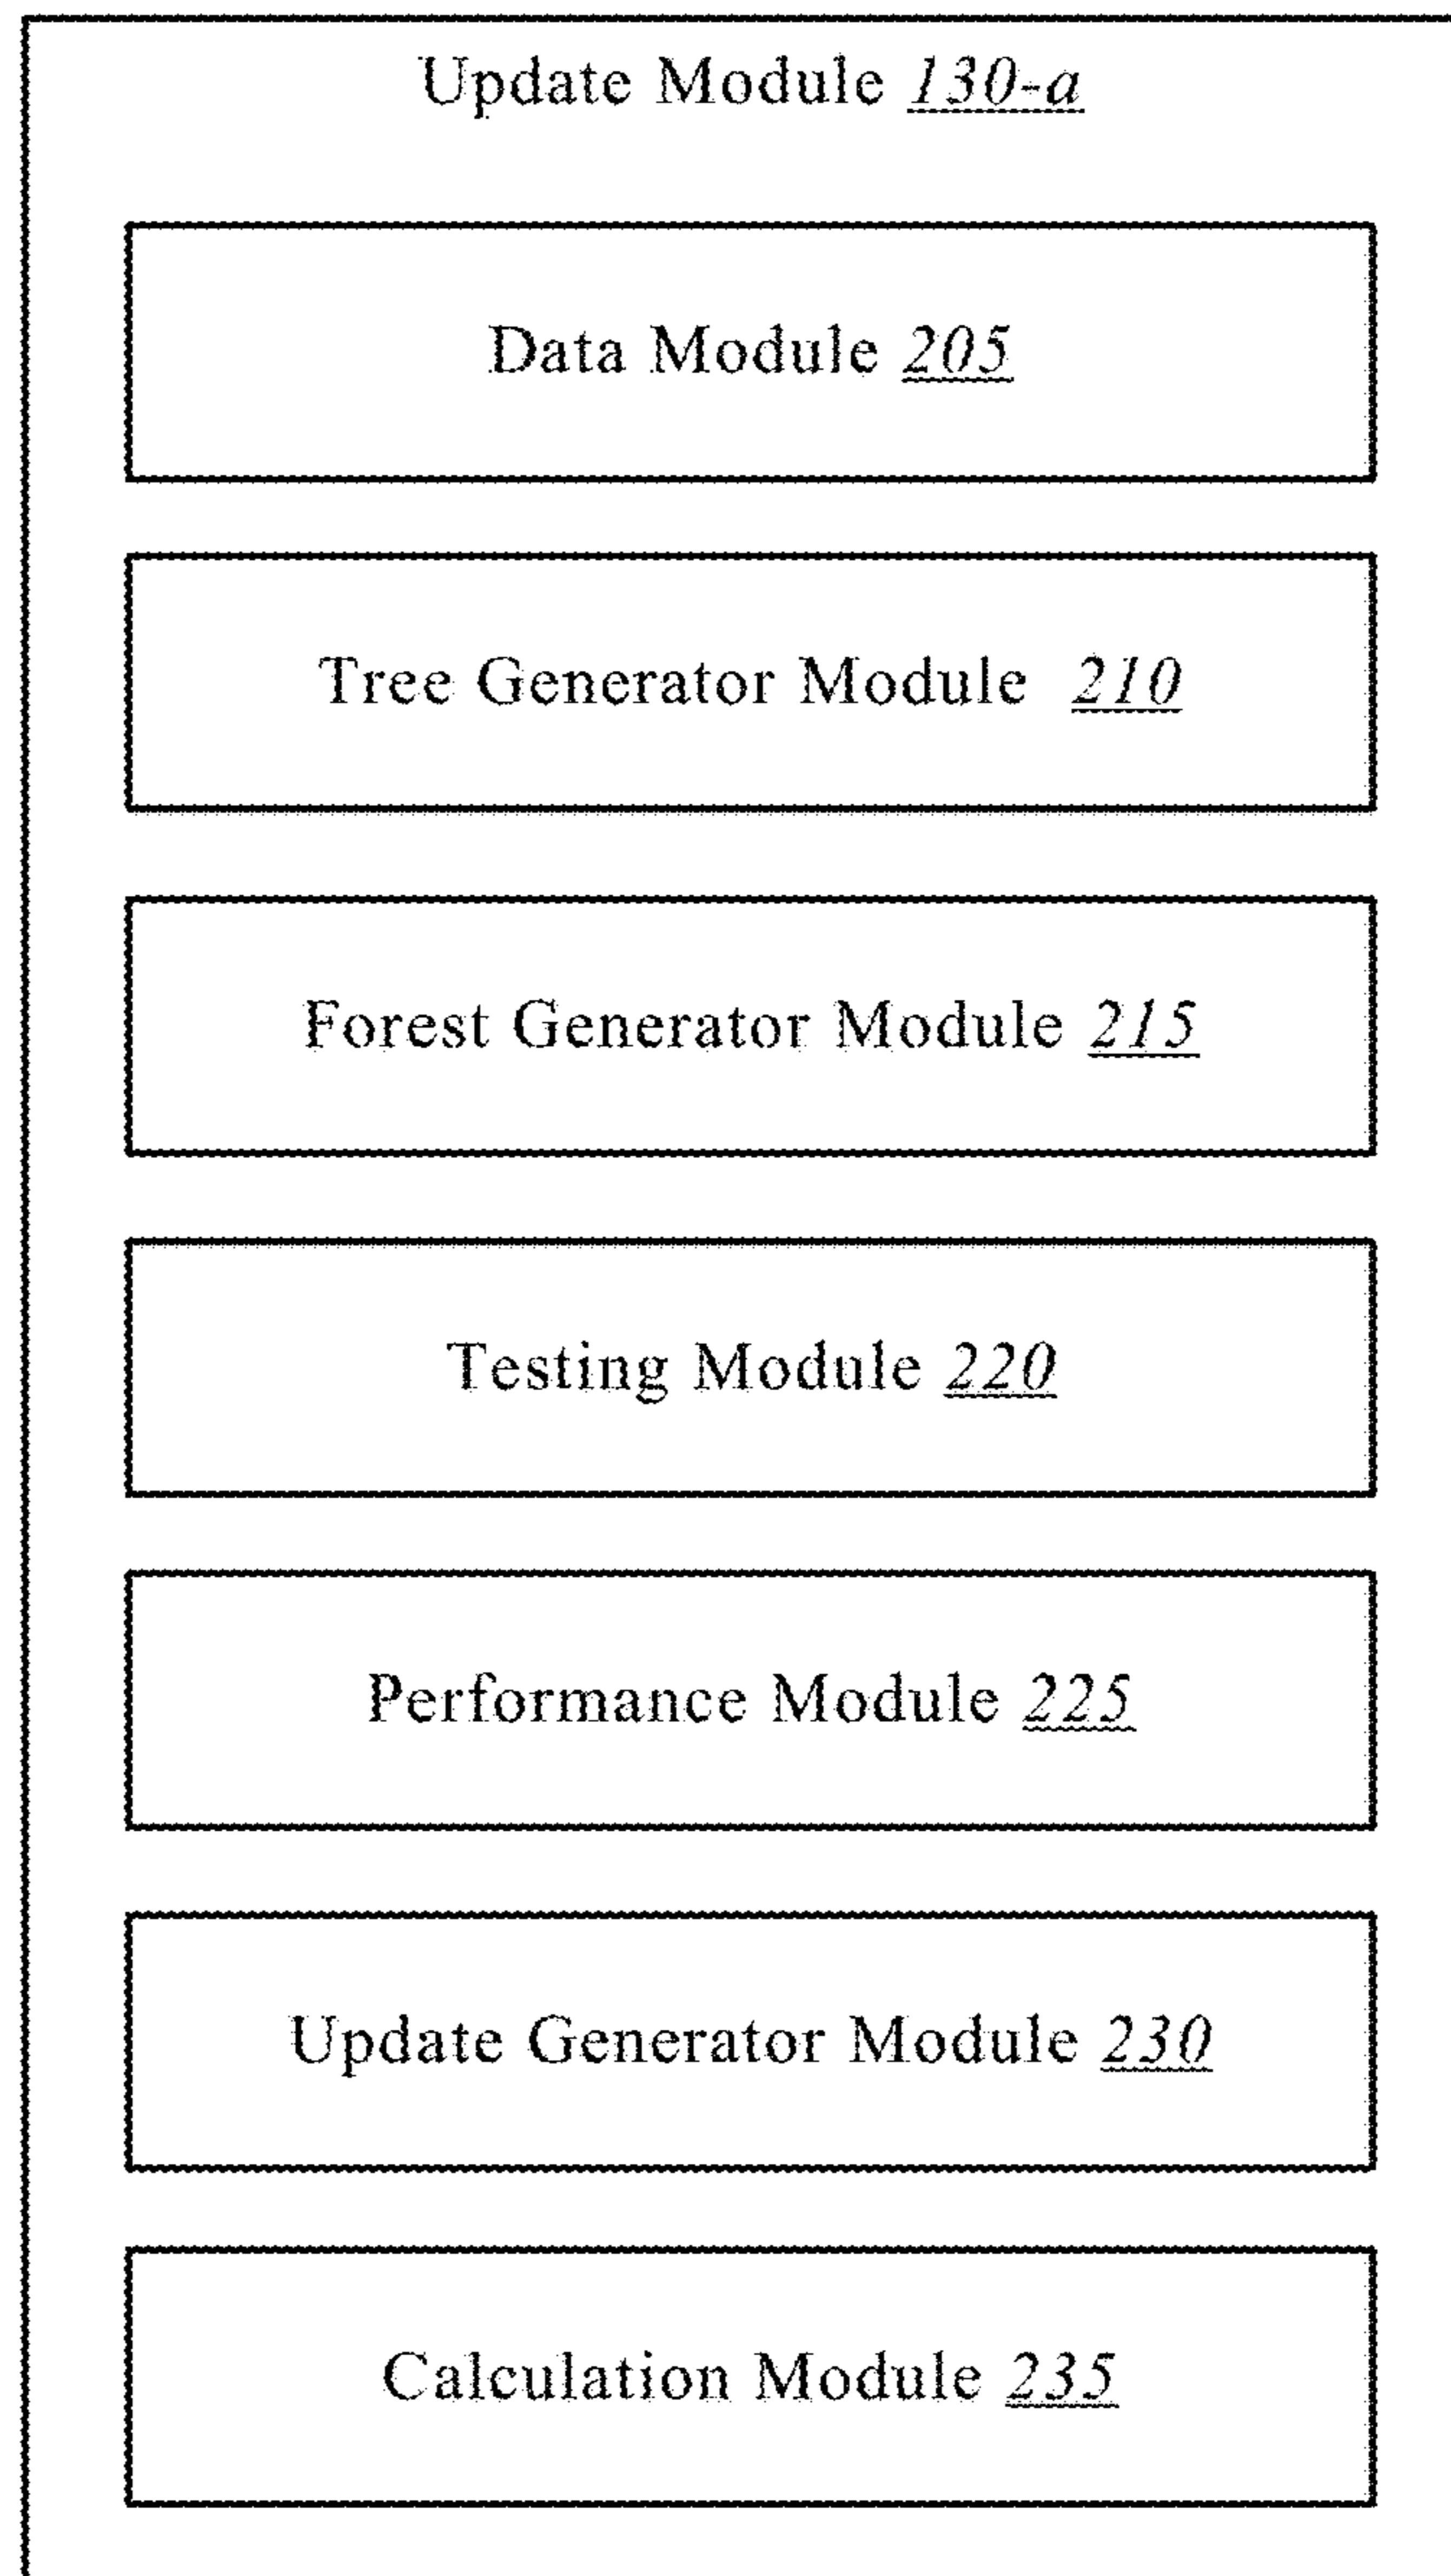 Update Module 130-a
Data Module 205
Tree Generator Module 210
Forest Generator Module 215
Testing Module 220
Performance Module 225
Update Generator Module 230
Calculation Module 235